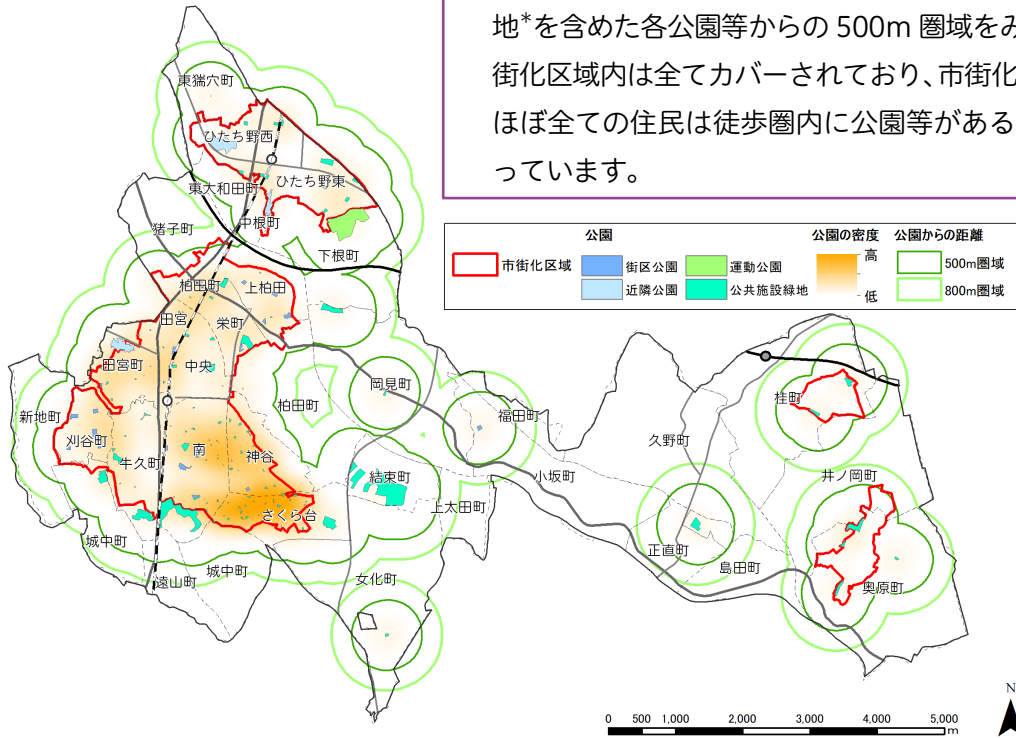 地*を含めた各公園等からの 500m 圏域をみ
街化区域内は全てカバーされており、市街化
ほぼ全ての住民は徒歩圏内に公園等がある
っています。
公園
公園の密度
公園からの距離
市街化区域
街区公園
運動公園
高
500m圏域
近隣公園
公共施設緑地
低
800m圏域
東猯穴町
ひたち野西
ひたち野東
東大和田町
中根町
猪子町
下根町
柏田町
上柏田
田宮
栄町
田宮町
中央
岡見町
柏田町
新地町
刈谷町
南
神谷
牛久町
福田町
桂町
久野町
結束町
小坂町
井ノ岡町
さくら台
上太田町
城中町
城中町
遠山町
女化町
正直町
島田町
奥原町
0 500 1,000 2,000 3,000 4,000 5,000
m
N